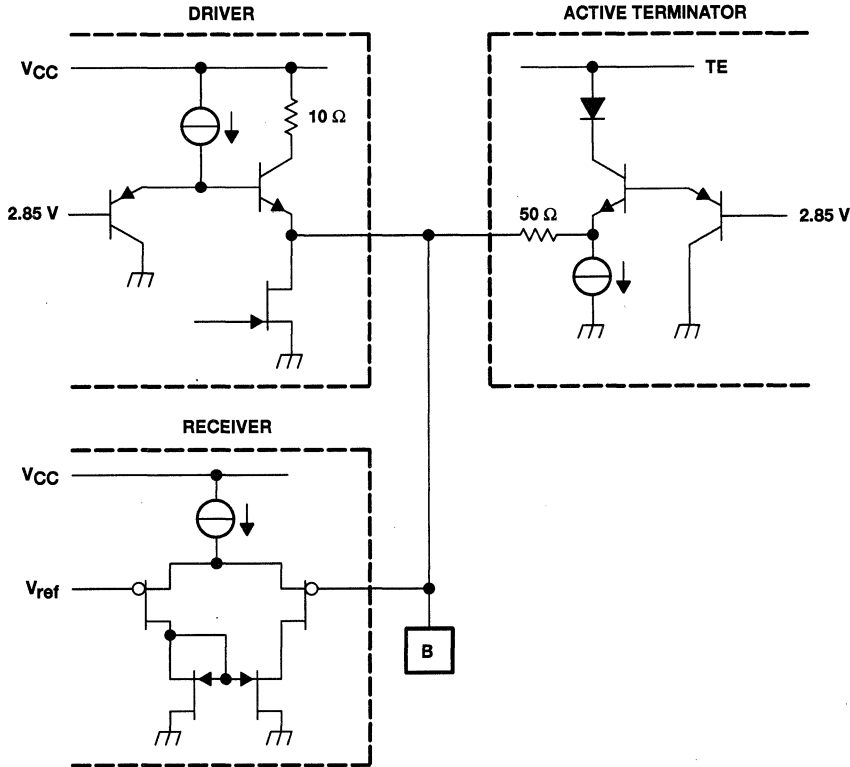 DRIVER
ACTIVE TERMINATOR
VCC
TE
10 Ω
2.85 V
50 Ω
2.85 V
RECEIVER
VCC
Vref
B